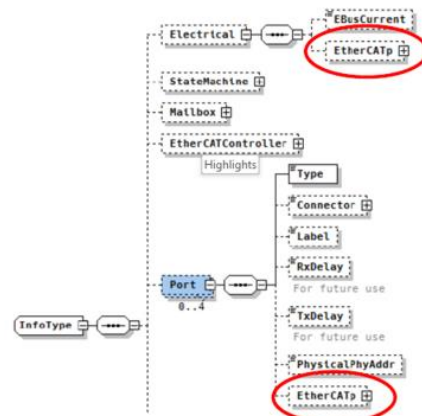 Electrical
EBusCurrent
EtherCATp
StateMachine
Mailbox
EtherCATController
Highlights
Type
Connector
Label
RxDelay
For future use
Port
0..4
TxDelay
For future use
InfoType
PhysicalPhyAddr
EtherCATp